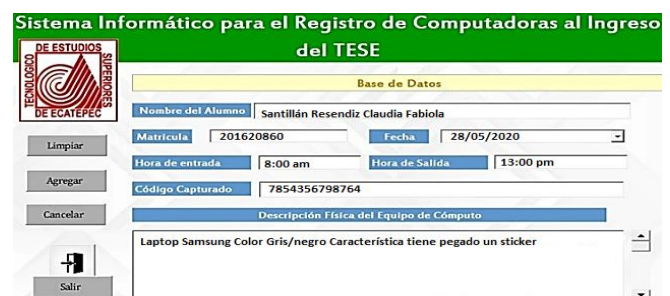 Sistema Informático para el Registro de Computadoras al Ingreso
del TESE
DE ESTUDIOS
TECNOLOGICO
SUPERIORES
DE ECATEPEC
Base de Datos
Nombre del Alumno Santillán Resendiz Claudia Fabiola
Matricula 201620860 Fecha 28/05/2020
Limpiar
Hora de entrada 8:00 am Hora de Salida 13:00 pm
Agregar
Código Capturado 7854356798764
Cancelar
Descripción Física del Equipo de Cómputo
Laptop Samsung Color Gris/negro Característica tiene pegado un sticker
Salir